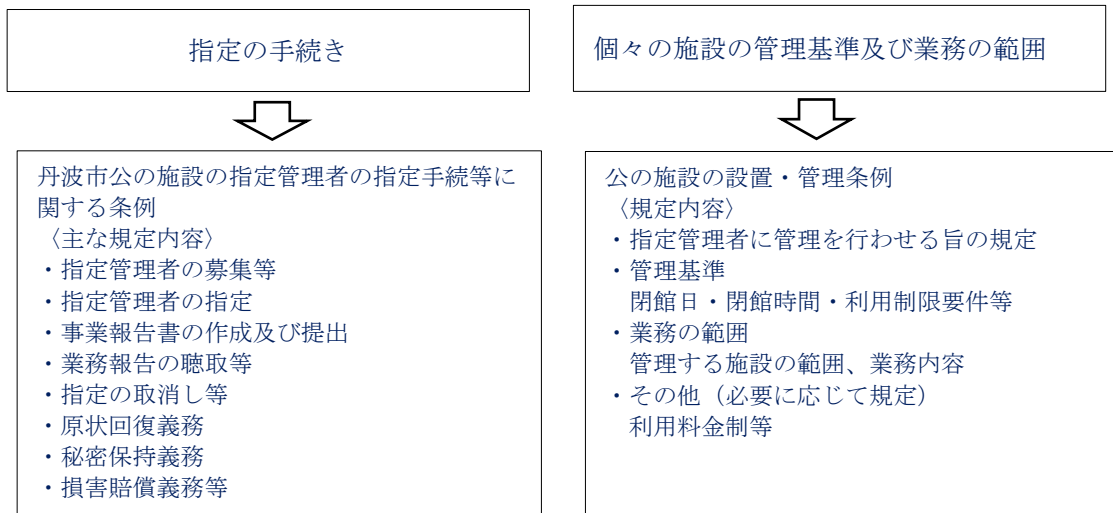 指定の手続き
個々の施設の管理基準及び業務の範囲
丹波市公の施設の指定管理者の指定手続等に
関する条例
〈主な規定内容〉
・指定管理者の募集等
・指定管理者の指定
・事業報告書の作成及び提出
・業務報告の聴取等
・指定の取消し等
・原状回復義務
・秘密保持義務
・損害賠償義務等
公の施設の設置・管理条例
〈規定内容〉
・指定管理者に管理を行わせる旨の規定
・管理基準
閉館日・閉館時間・利用制限要件等
・業務の範囲
管理する施設の範囲、業務内容
・その他（必要に応じて規定）
利用料金制等